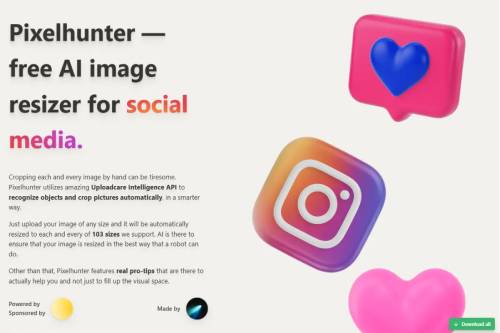 Pixelhunter —
free AI image
resizer for social
media.
Cropping each and every image by hand can be tiresome.
Pixelhunter utilizes amazing Uploadcare Intelligence API to
recognize objects and crop pictures automatically, in a smarter
way.
Just upload your image of any size and it will be automatically
resized to each and every of 103 sizes we support. AI is there to
ensure that your image is resized in the best way that a robot can
do.
Other than that, Pixelhunter features real pro-tips that are there to
actually help you and not just to fill up the visual space.
Powered by
Sponsored by
Made by
Download all